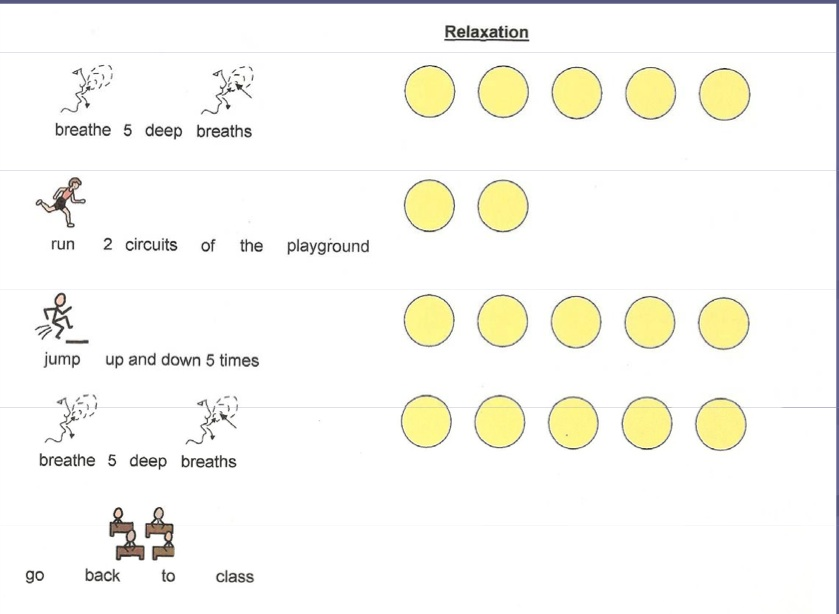 Relaxation
breathe 5 deep breaths
run 2 circuits of the playground
jump up and down 5 times
breathe 5 deep breaths
go back to class